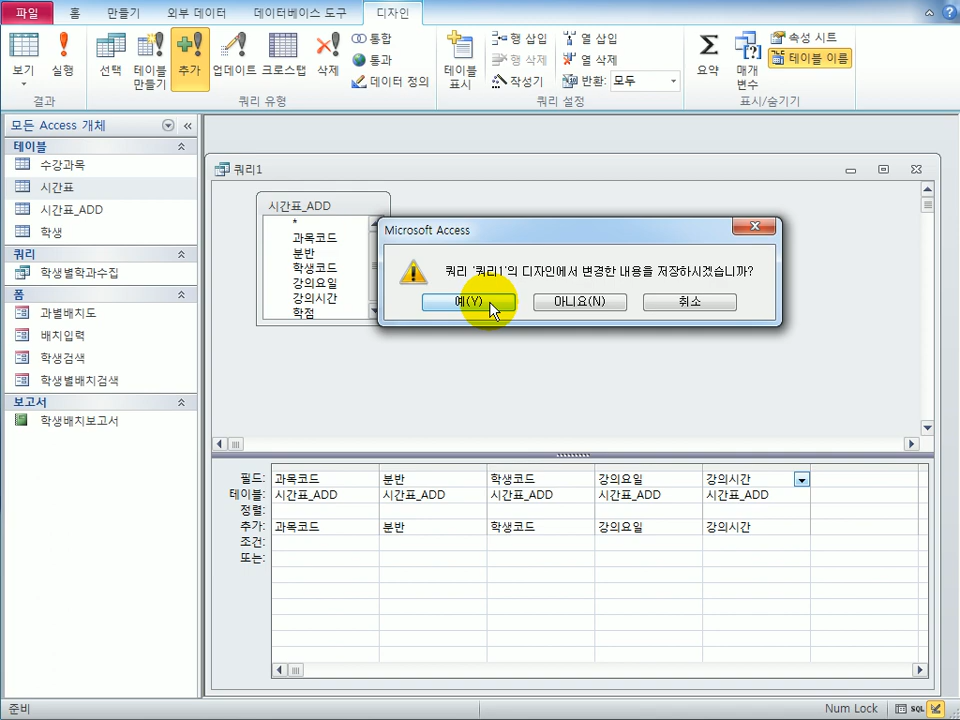 파일 홈 만들기 외부 데이터 데이터베이스 도구 디자인
보기 실행 선택 테이블 만들기 추가 업데이트 크로스탭 삭제
통합
통과
데이터 정의
테이블 표시
행 삽입
행 삭제
작성기
열 삽입
열 삭제
반환: 모두
요약 매개 변수
속성 시트
테이블 이름
결과 쿼리 유형 쿼리 설정 표시/숨기기
모든 Access 개체
테이블
수강과목
시간표
시간표_ADD
학생
쿼리
학생별학과수집
폼
과별배치도
배치입력
학생검색
학생별배치검색
보고서
학생배치보고서
쿼리1
시간표_ADD
*
과목코드
분반
학생코드
강의요일
강의시간
학점
Microsoft Access
쿼리 '쿼리1'의 디자인에서 변경한 내용을 저장하시겠습니까?
예(Y) 아니요(N) 취소
필드: 과목코드 분반 학생코드 강의요일 강의시간
테이블: 시간표_ADD 시간표_ADD 시간표_ADD 시간표_ADD 시간표_ADD
정렬:
추가: 과목코드 분반 학생코드 강의요일 강의시간
조건:
또는:
준비 Num Lock SQL